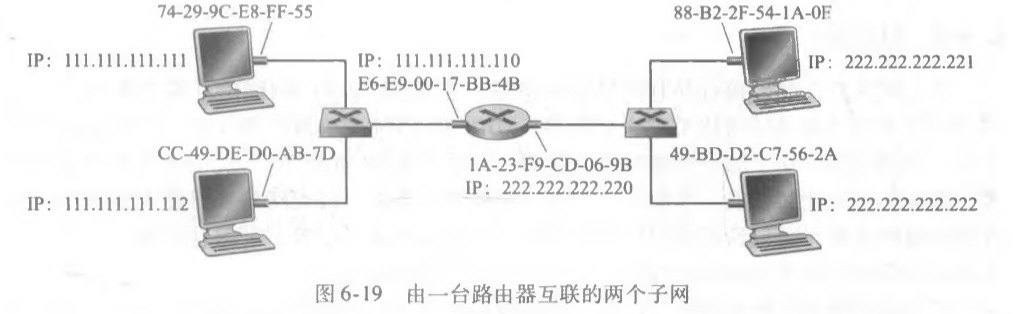 74-29-9C-E8-FF-55
88-B2-2F-54-1A-0E
IP：111.111.111.111
IP：111.111.111.110
IP：222.222.222.221
E6-E9-00-17-BB-4B
CC-49-DE-D0-AB-7D
1A-23-F9-CD-06-9B
49-BD-D2-C7-56-2A
IP：222.222.222.220
IP：111.111.111.112
IP：222.222.222.222
图 6-19 由一台路由器互联的两个子网